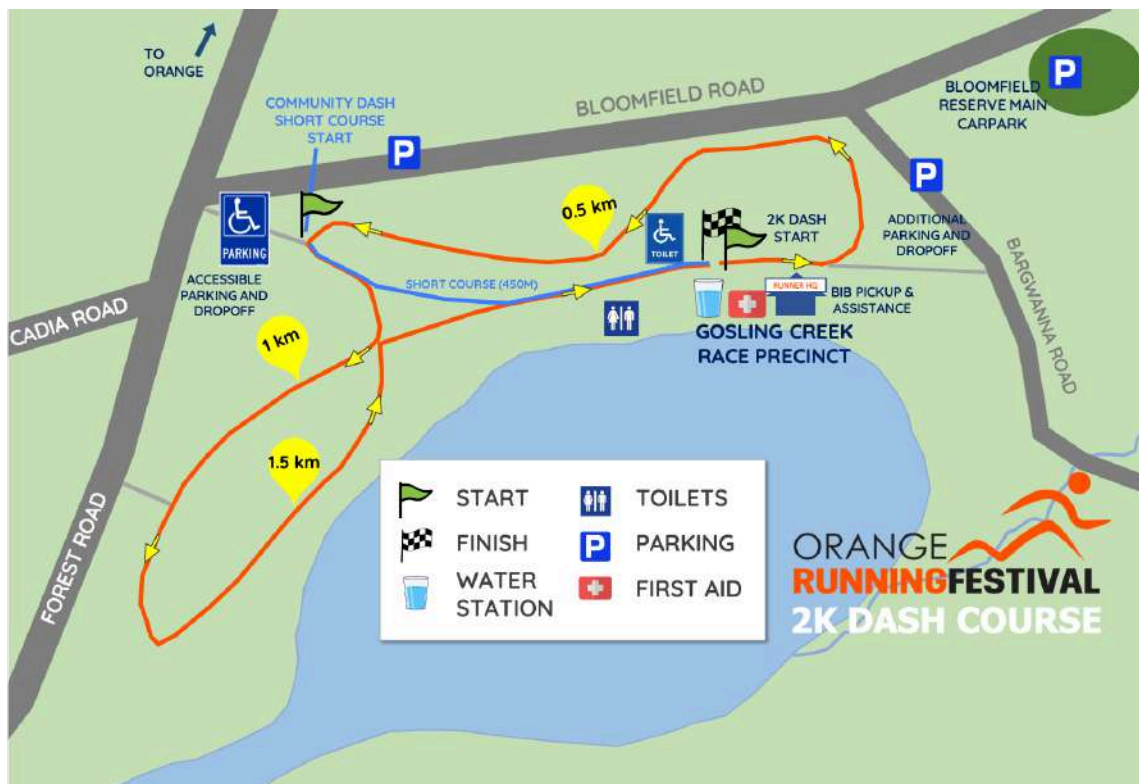 TO
ORANGE
COMMUNITY DASH
SHORT COURSE
START
BLOOMFIELD ROAD
P
BLOOMFIELD
RESERVE MAIN
CARPARK
P
P
0.5 km
TOILET
2K DASH
START
ADDITIONAL
PARKING AND
DROPOFF
PARKING
ACCESSIBLE
PARKING AND
DROPOFF
SHORT COURSE (450M)
RUNNER HQ
BIB PICKUP &
ASSISTANCE
BARGWANNA ROAD
CADIA ROAD
GOSLING CREEK
RACE PRECINCT
1 km
1.5 km
FOREST ROAD
START
TOILETS
FINISH
P
PARKING
WATER
STATION
FIRST AID
ORANGE
RUNNINGFESTIVAL
2K DASH COURSE